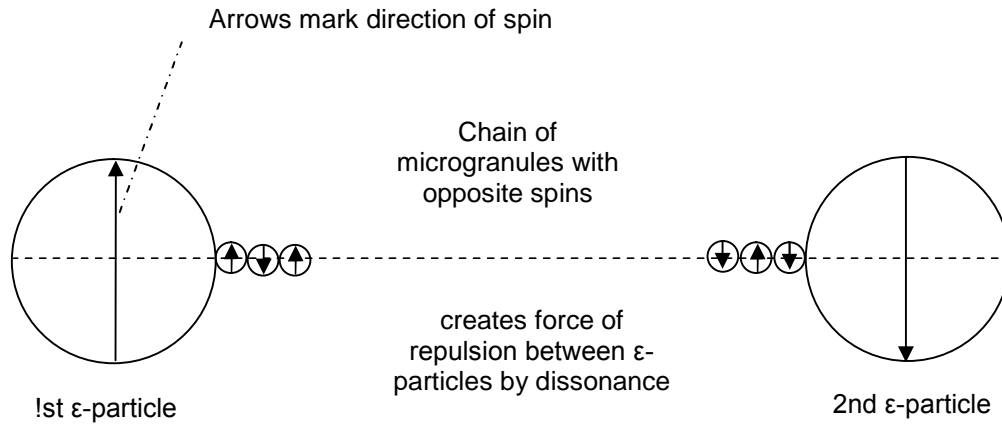 Arrows mark direction of spin
Chain of
microgranules with
opposite spins
creates force of
repulsion between ε-
particles by dissonance
!st ε-particle
2nd ε-particle